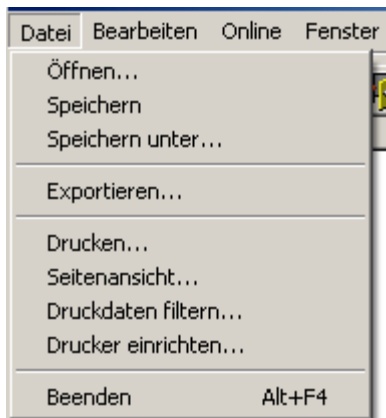 Datei Bearbeiten Online Fenster
Öffnen...
Speichern
Speichern unter...
Exportieren...
Drucken...
Seitenansicht...
Druckdaten filtern...
Drucker einrichten...
Beenden Alt+F4